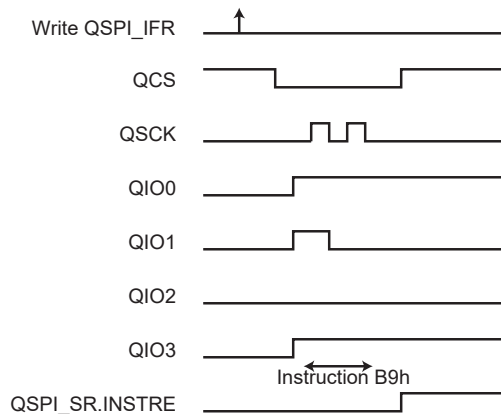 Write QSPI_IFR
QCS
QSCK
QIO0
QIO1
QIO2
QIO3
Instruction B9h
QSPI_SR.INSTRE